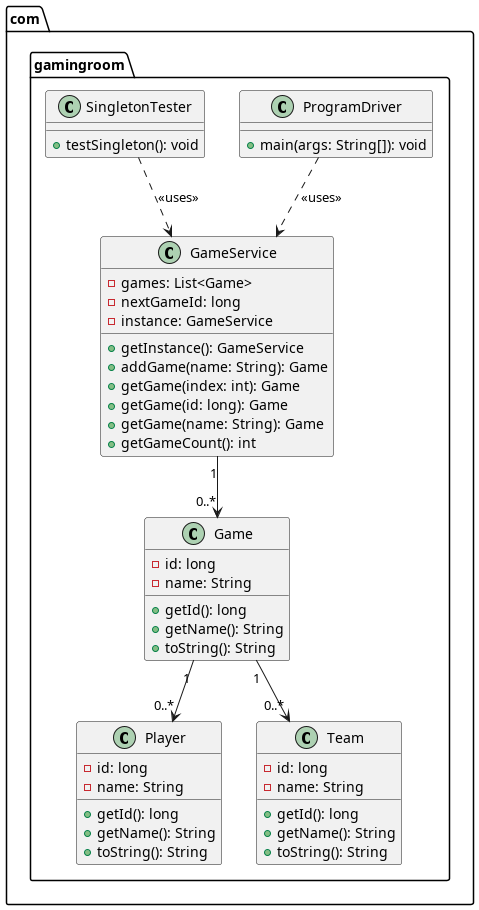 com
gamingroom
C SingletonTester
testSingleton(): void
C ProgramDriver
main(args: String[]): void
«uses»
«uses»
C GameService
games: List<Game>
nextGameId: long
instance: GameService
getInstance(): GameService
addGame(name: String): Game
getGame(index: int): Game
getGame(id: long): Game
getGame(name: String): Game
getGameCount(): int
1
0..*
C Game
id: long
name: String
getId(): long
getName(): String
toString(): String
1
0..*
1
0..*
C Player
id: long
name: String
getId(): long
getName(): String
toString(): String
C Team
id: long
name: String
getId(): long
getName(): String
toString(): String